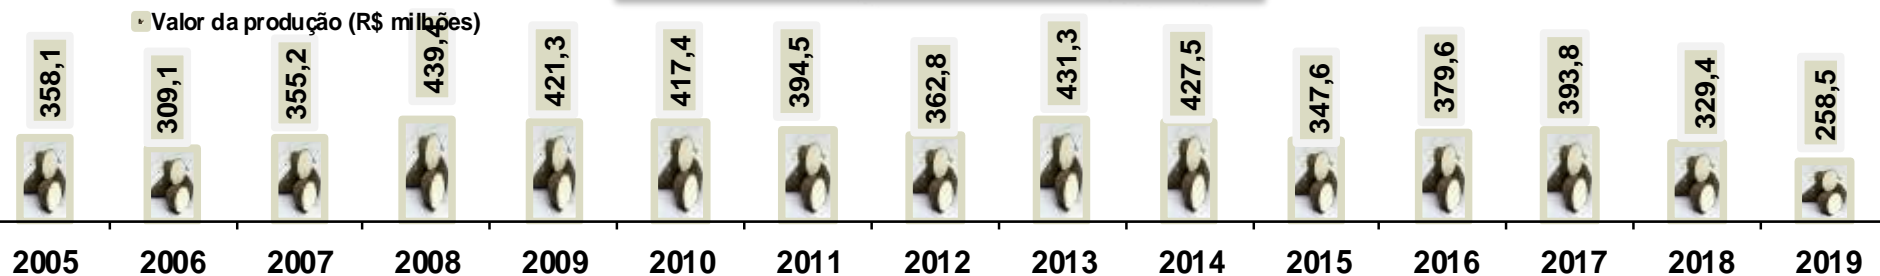 Valor da produção (R$ milhões)
358,1 309,1 355,2 439,4 421,3 417,4 394,5 362,8 431,3 427,5 347,6 379,6 393,8 329,4 258,5
2005 2006 2007 2008 2009 2010 2011 2012 2013 2014 2015 2016 2017 2018 2019